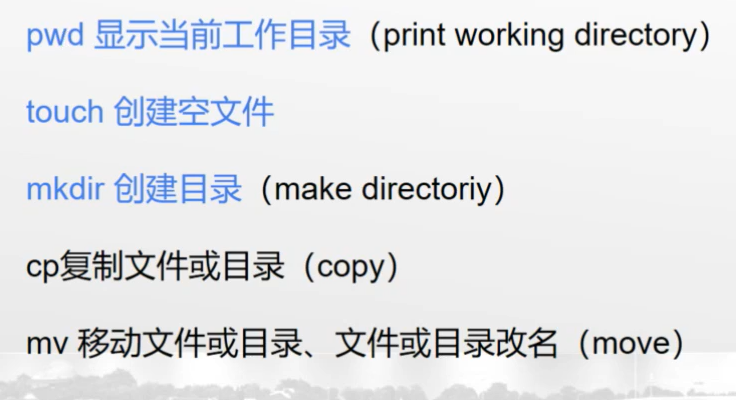 pwd 显示当前工作目录（print working directory）
touch 创建空文件
mkdir 创建目录（make directoriy）
cp复制文件或目录（copy）
mv 移动文件或目录、文件或目录改名（move）